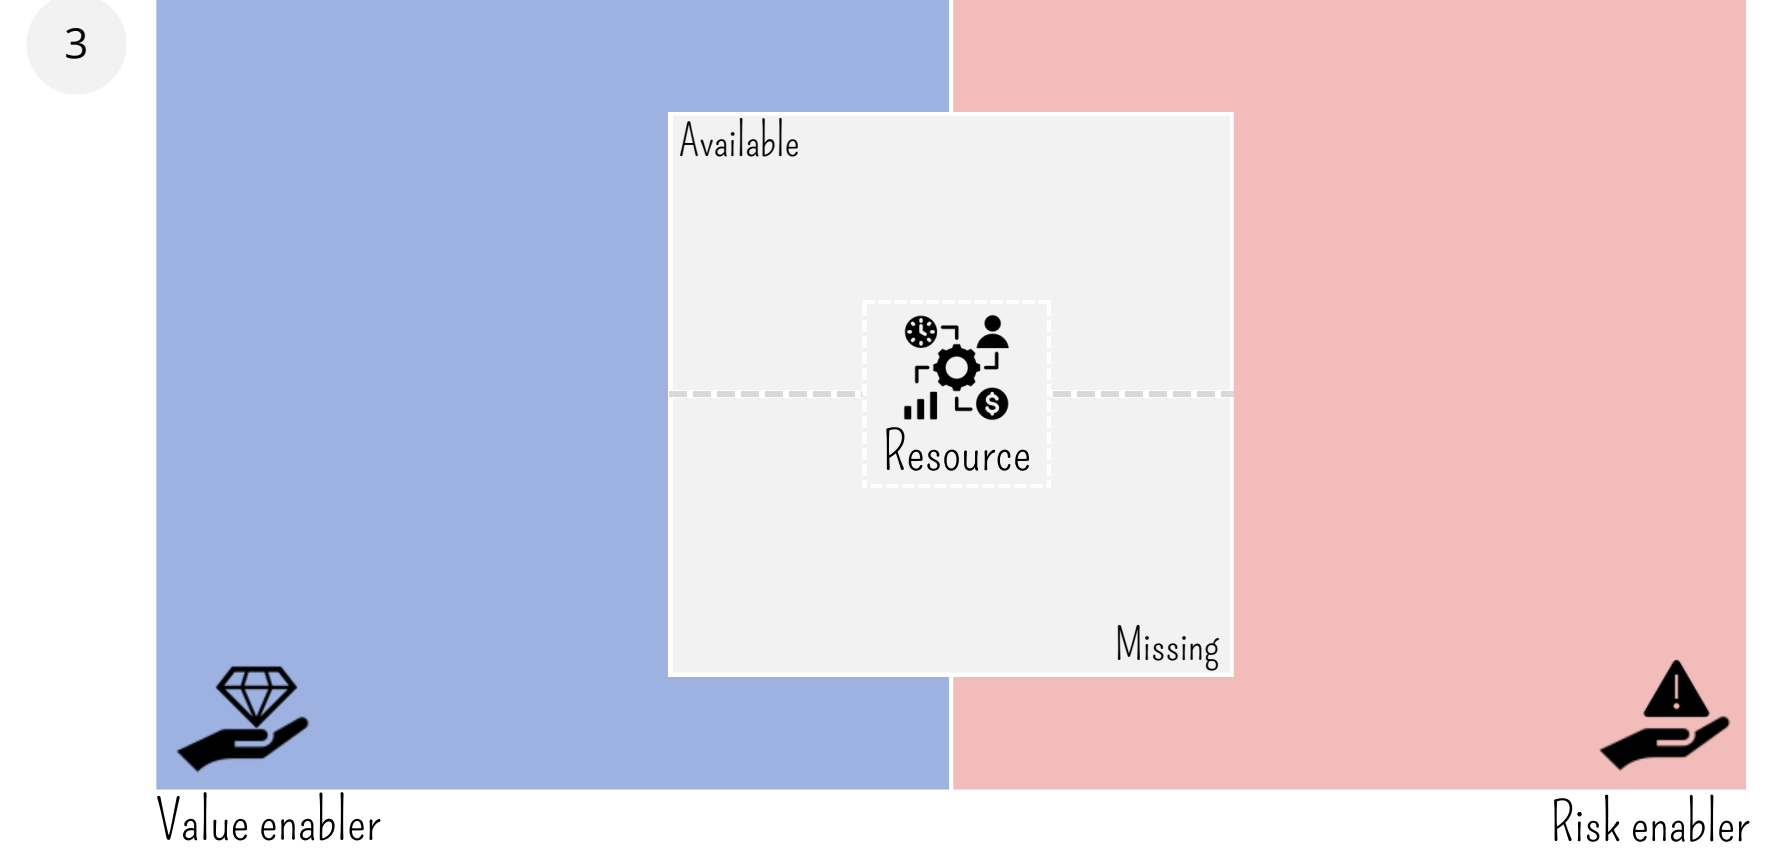 3
Available
Resource
Missing
Value enabler
Risk enabler